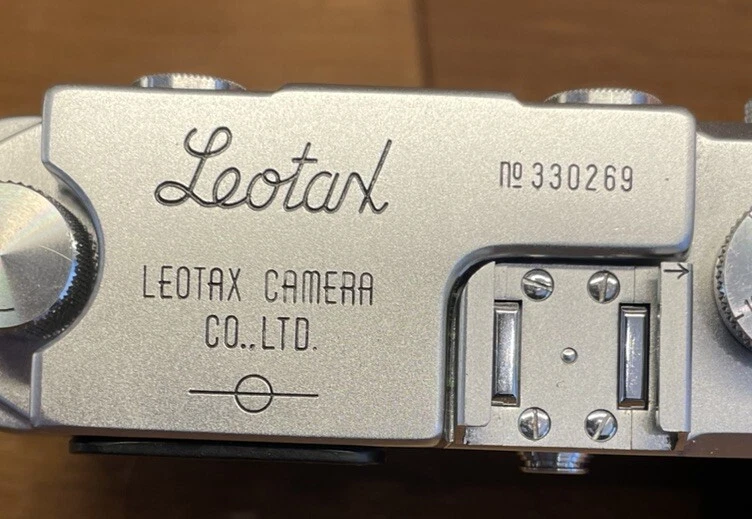 Leotax
Nº 330269
LEOTAX CAMERA
CO.,LTD.